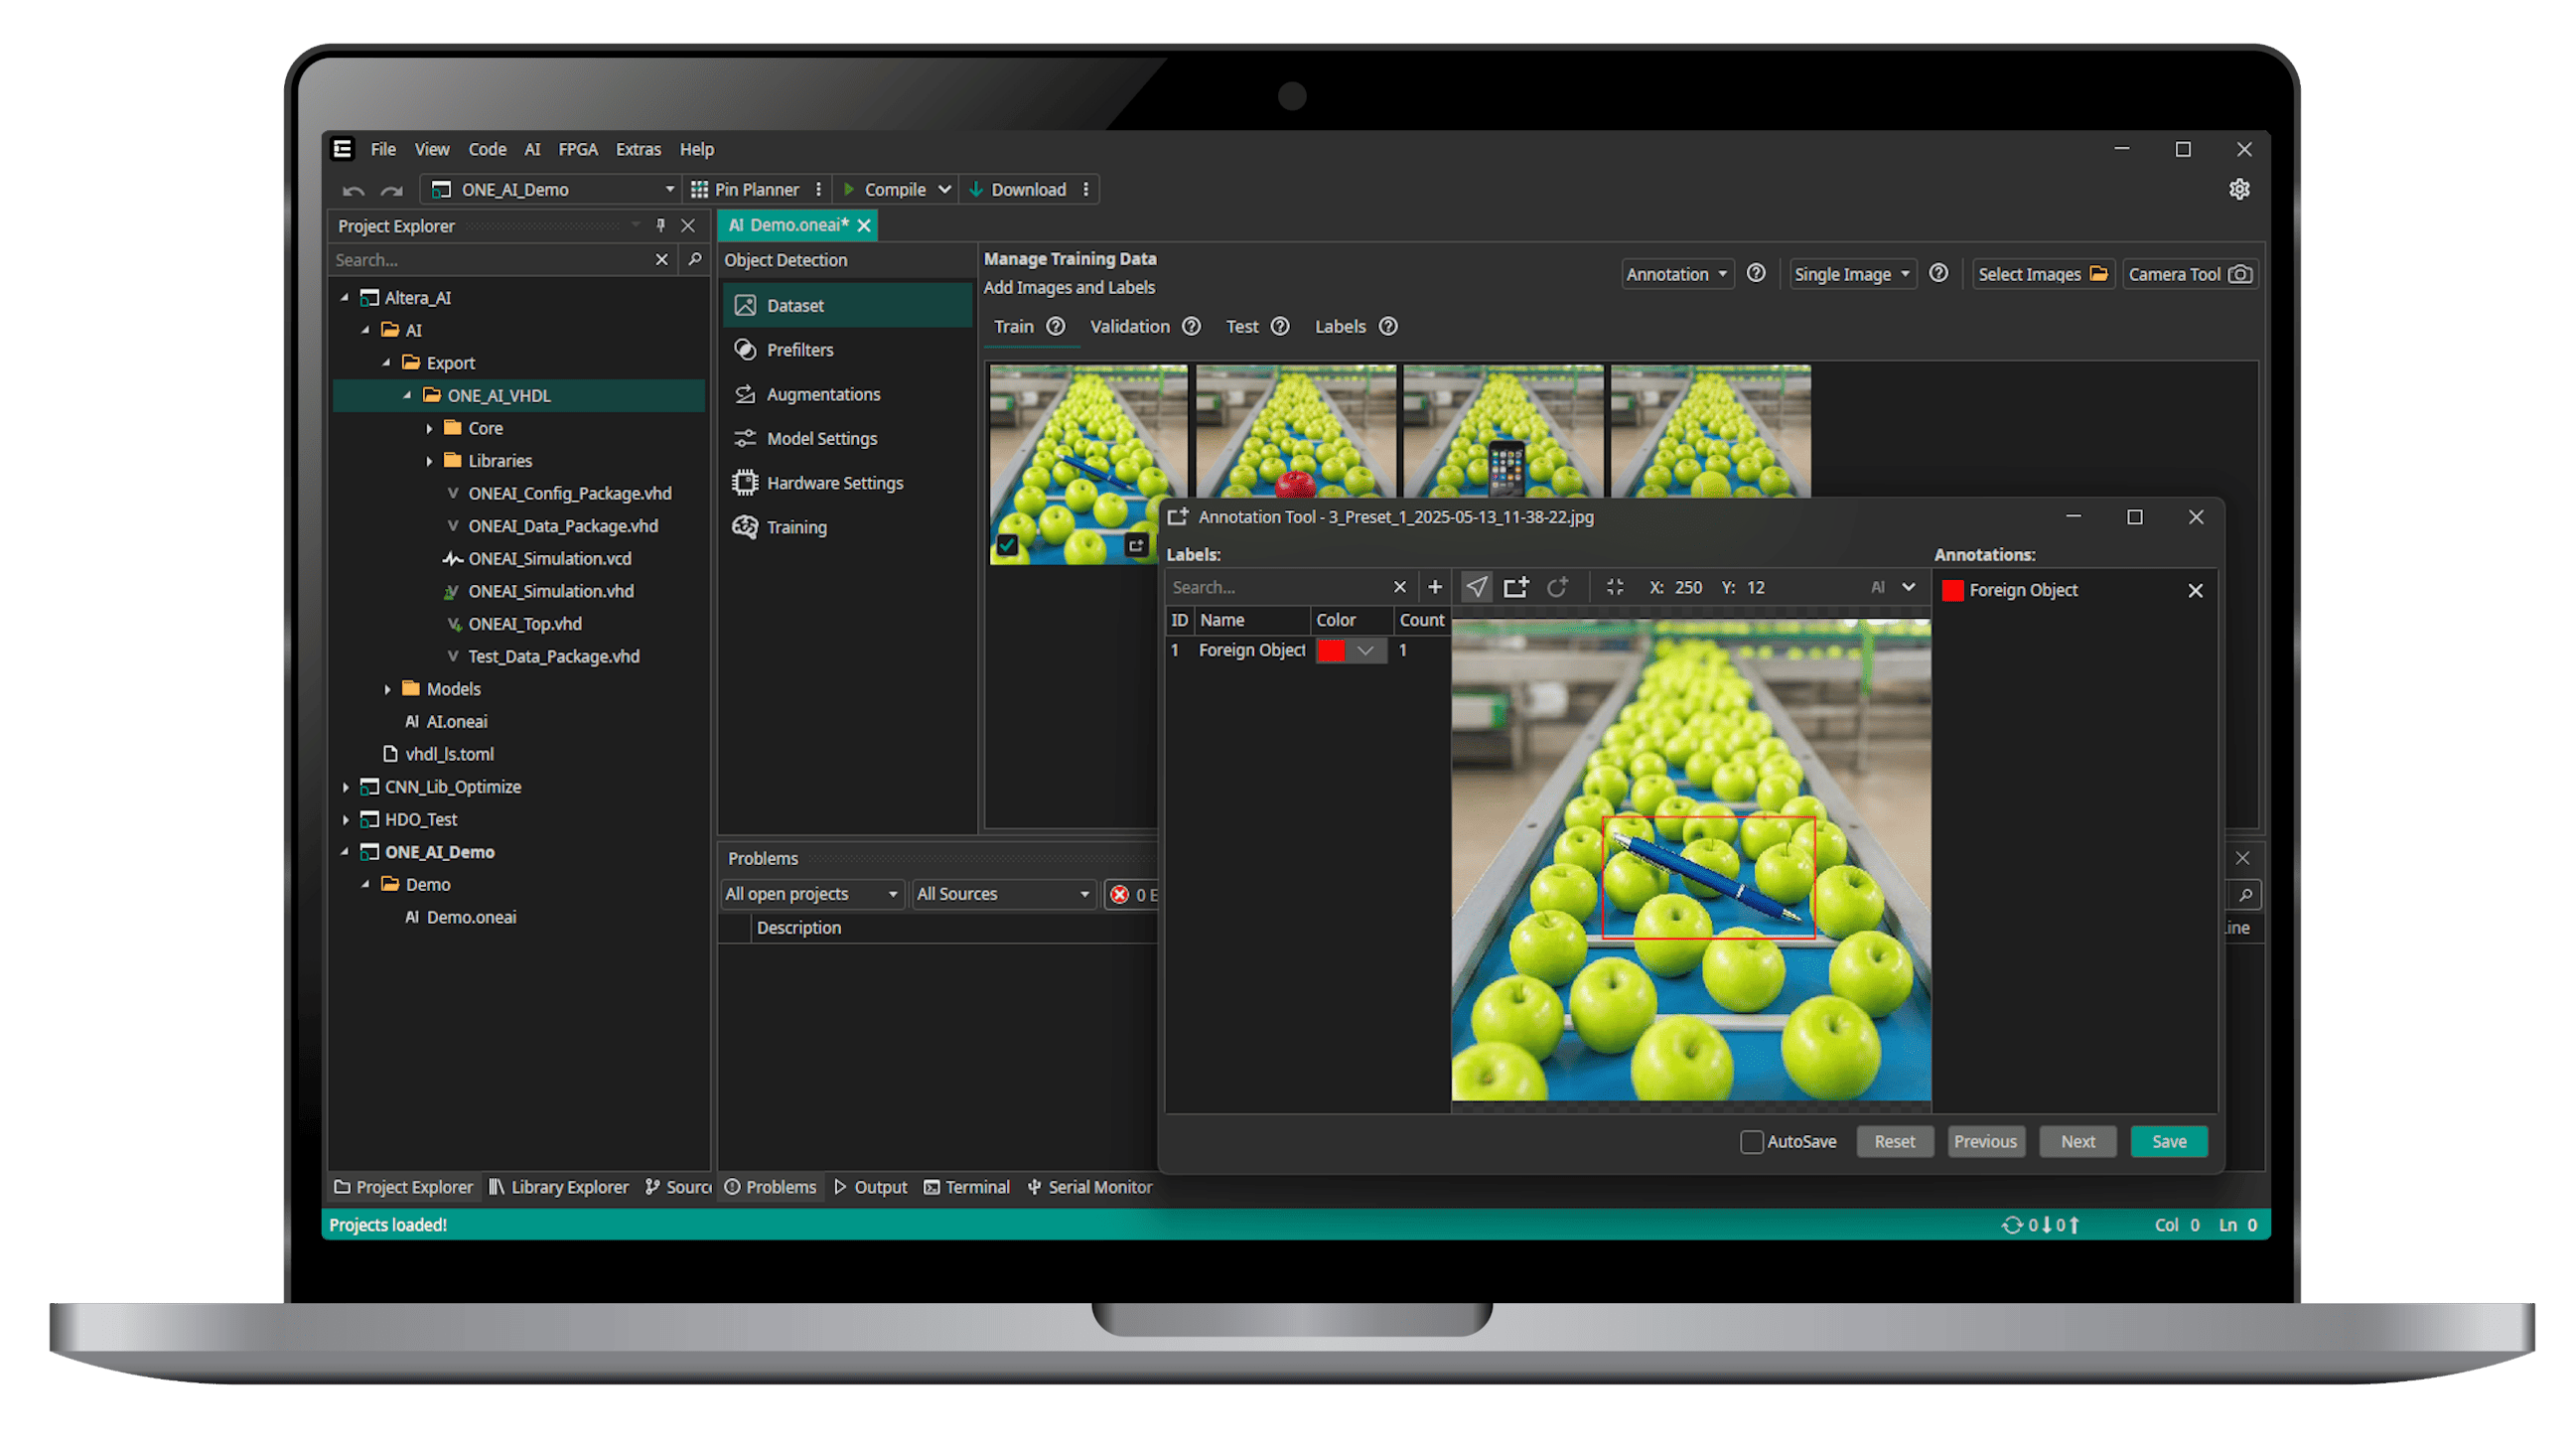 File View Code AI FPGA Extras Help
ONE_AI_Demo Pin Planner Compile Download
Project Explorer
Search...
Altera_AI
AI
Export
ONE_AI_VHDL
Core
Libraries
ONEAI_Config_Package.vhd
ONEAI_Data_Package.vhd
ONEAI_Simulation.vcd
ONEAI_Simulation.vhd
ONEAI_Top.vhd
Test_Data_Package.vhd
Models
AI AI.oneai
vhdl_ls.toml
CNN_Lib_Optimize
HDO_Test
ONE_AI_Demo
Demo
AI Demo.oneai
Project Explorer Library Explorer
AI Demo.oneai*
Object Detection
Dataset
Prefilters
Augmentations
Model Settings
Hardware Settings
Training
Manage Training Data
Add Images and Labels
Annotation Single Image Select Images Camera Tool
Train Validation Test Labels
Annotation Tool - 3_Preset_1_2025-05-13_11-38-22.jpg
Labels:
Search...
X: 250 Y: 12 AI
ID Name Color Count
1 Foreign Object 1
Annotations:
Foreign Object
AutoSave Reset Previous Next Save
Problems
All open projects All Sources 0
Description
Problems Output Terminal Serial Monitor
Projects loaded! 0 0 Col 0 Ln 0